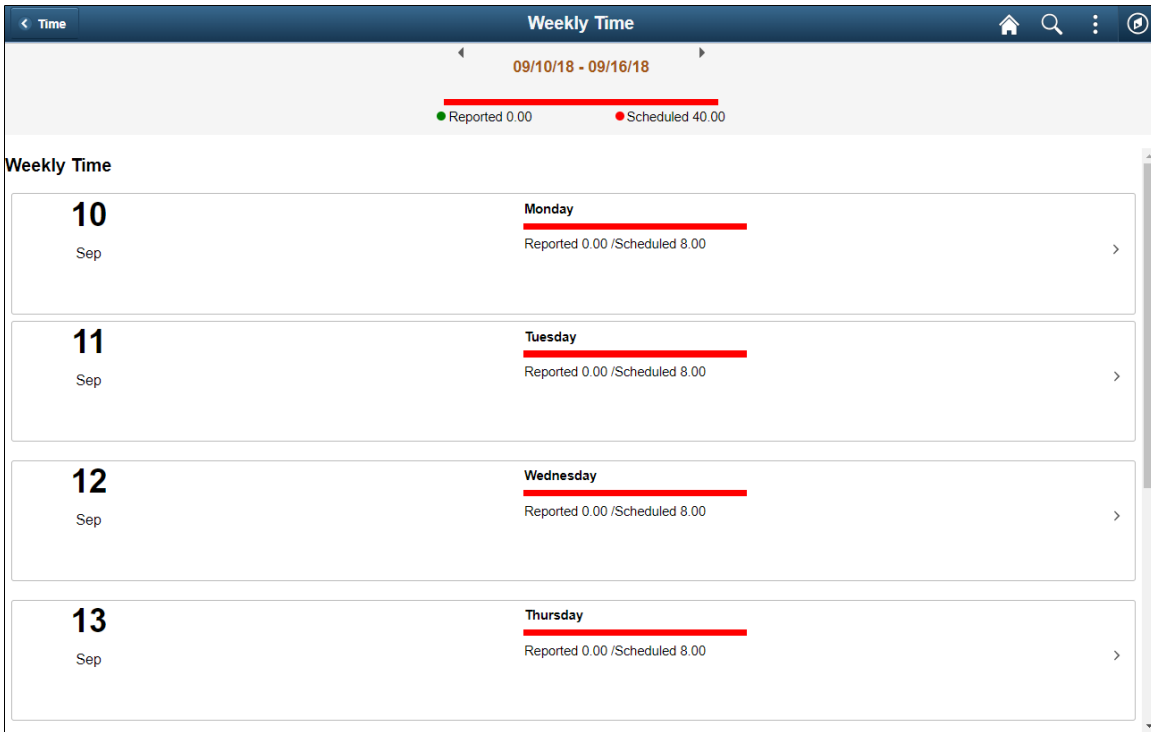 Time
Weekly Time
09/10/18 - 09/16/18
Reported 0.00
Scheduled 40.00
Weekly Time
10
Sep
Monday
Reported 0.00 /Scheduled 8.00
11
Sep
Tuesday
Reported 0.00 /Scheduled 8.00
12
Sep
Wednesday
Reported 0.00 /Scheduled 8.00
13
Sep
Thursday
Reported 0.00 /Scheduled 8.00